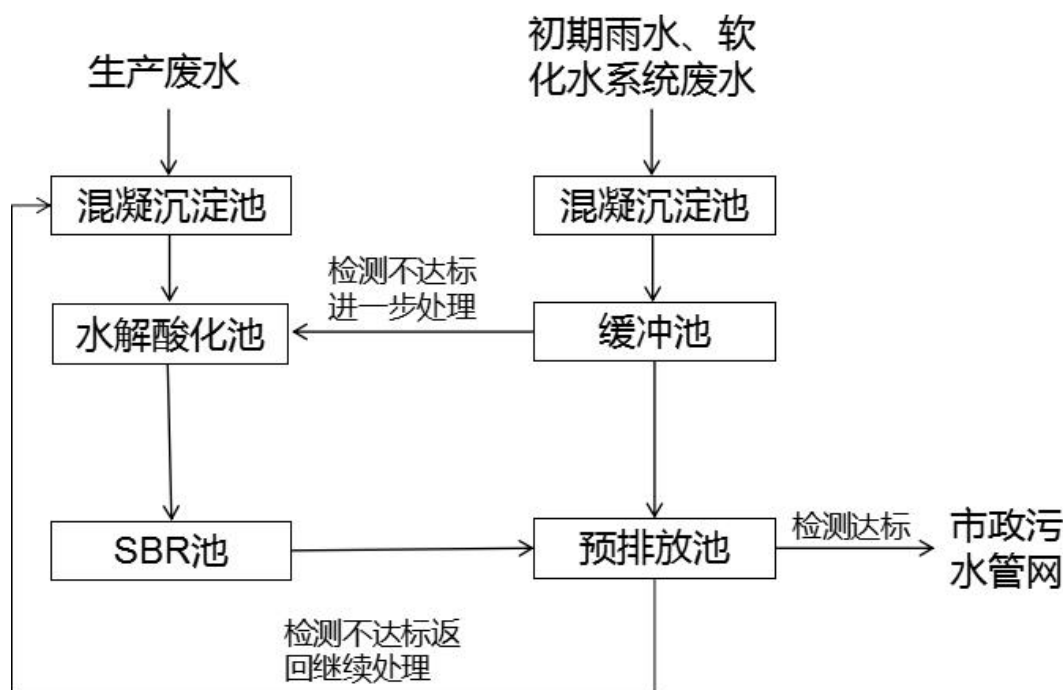 生产废水
初期雨水、软
化水系统废水
混凝沉淀池
混凝沉淀池
检测不达标
进一步处理
水解酸化池
缓冲池
SBR池
预排放池
检测达标
市政污
水管网
检测不达标返
回继续处理